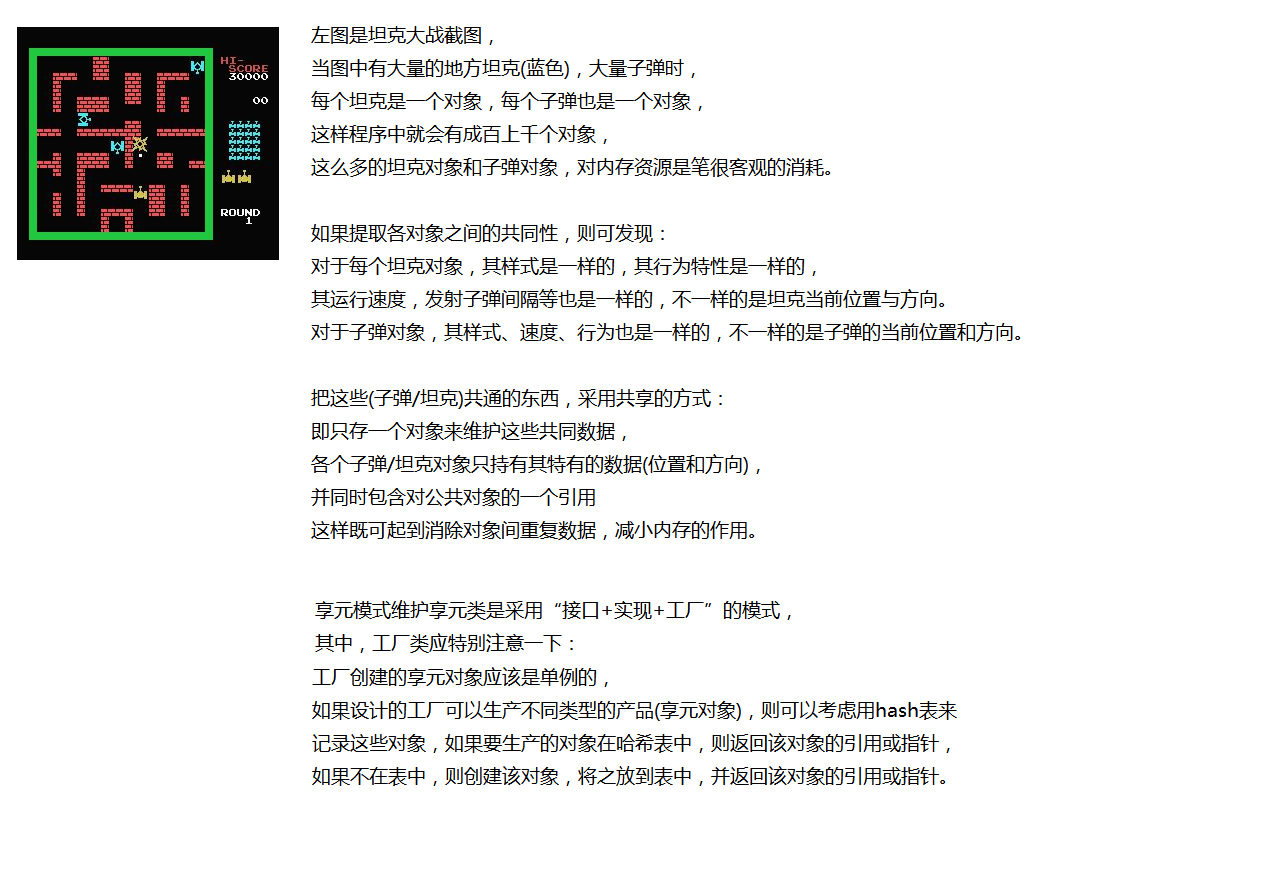 HI-
SCORE
30000
00
ROUND
1
左图是坦克大战截图，
当图中有大量的地方坦克(蓝色)，大量子弹时，
每个坦克是一个对象，每个子弹也是一个对象，
这样程序中就会有成百上千个对象，
这么多的坦克对象和子弹对象，对内存资源是笔很客观的消耗。
如果提取各对象之间的共同性，则可发现：
对于每个坦克对象，其样式是一样的，其行为特性是一样的，
其运行速度，发射子弹间隔等也是一样的，不一样的是坦克当前位置与方向。
对于子弹对象，其样式、速度、行为也是一样的，不一样的是子弹的当前位置和方向。
把这些(子弹/坦克)共通的东西，采用共享的方式：
即只存一个对象来维护这些共同数据，
各个子弹/坦克对象只持有其特有的数据(位置和方向)，
并同时包含对公共对象的一个引用
这样既可起到消除对象间重复数据，减小内存的作用。
享元模式维护享元类是采用“接口+实现+工厂”的模式，
其中，工厂类应特别注意一下：
工厂创建的享元对象应该是单例的，
如果设计的工厂可以生产不同类型的产品(享元对象)，则可以考虑用hash表来
记录这些对象，如果要生产的对象在哈希表中，则返回该对象的引用或指针，
如果不在表中，则创建该对象，将之放到表中，并返回该对象的引用或指针。